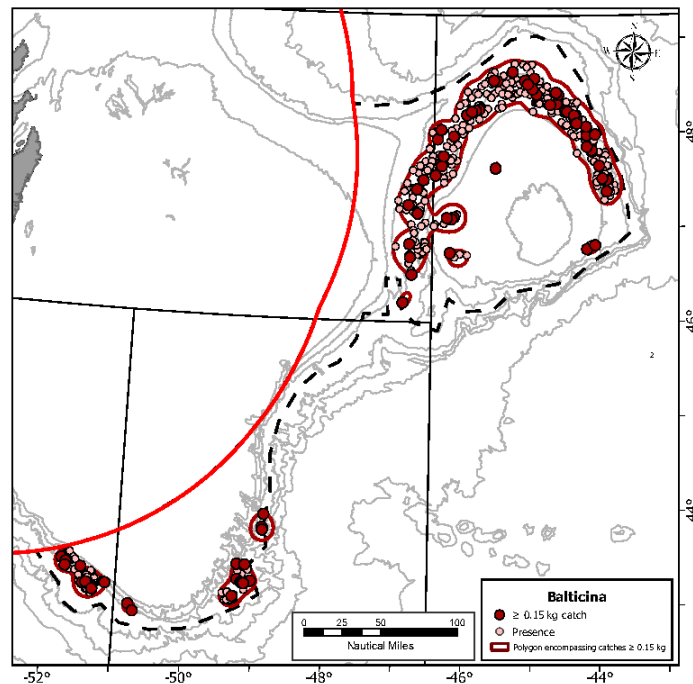 N
W E
S
48°
46°
2
44°
Balticina
≥ 0.15 kg catch
Presence
Polygon encompassing catches ≥ 0.15 kg
0 25 50 100
Nautical Miles
-52° -50° -48° -46° -44°